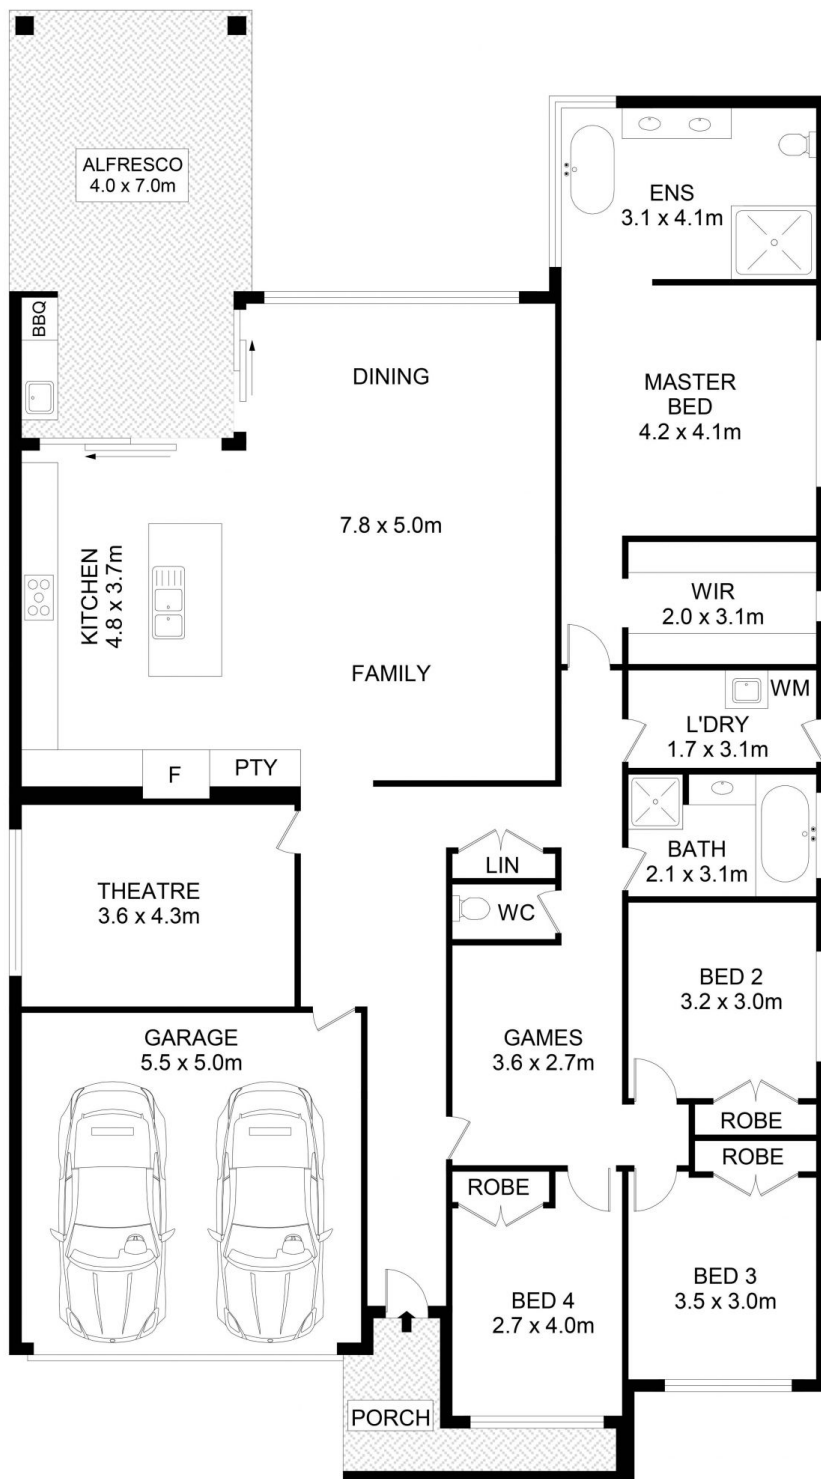 ALFRESCO
4.0 x 7.0m
ENS
3.1 x 4.1m
BBQ
DINING
MASTER
BED
4.2 x 4.1m
7.8 x 5.0m
KITCHEN
4.8 x 3.7m
WIR
2.0 x 3.1m
FAMILY
WM
L'DRY
1.7 x 3.1m
F
PTY
BATH
2.1 x 3.1m
LIN
THEATRE
3.6 x 4.3m
WC
BED 2
3.2 x 3.0m
GARAGE
5.5 x 5.0m
GAMES
3.6 x 2.7m
ROBE
ROBE
ROBE
BED 3
3.5 x 3.0m
BED 4
2.7 x 4.0m
PORCH